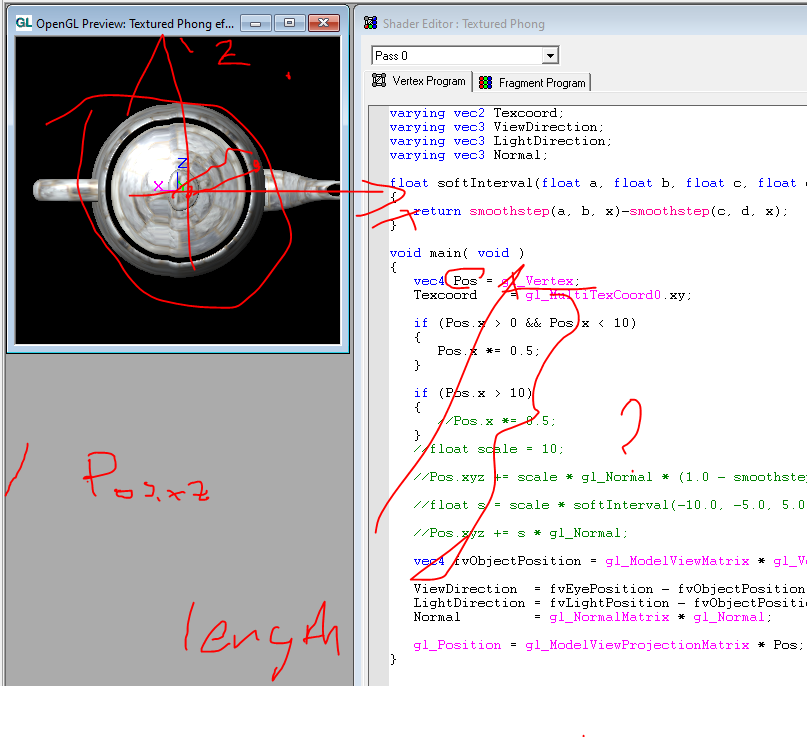 OpenGL Preview: Textured Phong ef...
Z
Z
X
Pos.xz
length
Shader Editor : Textured Phong
Pass 0
Vertex Program
Fragment Program
varying vec2 Texcoord;
varying vec3 ViewDirection;
varying vec3 LightDirection;
varying vec3 Normal;
float softInterval(float a, float b, float c, float
{
return smoothstep(a, b, x)-smoothstep(c, d, x);
}
void main( void )
{
vec4 Pos = gl_Vertex;
Texcoord = gl_MultiTexCoord0.xy;
if (Pos.x > 0 && Pos.x < 10)
{
Pos.x *= 0.5;
}
if (Pos.x > 10)
{
//Pos.x *= 0.5;
}
//float scale = 10;
?
//Pos.xyz += scale * gl_Normal * (1.0 - smoothste
//float s = scale * softInterval(-10.0, -5.0, 5.0
//Pos.xyz += s * gl_Normal;
vec4 fvObjectPosition = gl_ModelViewMatrix * gl_V
ViewDirection = fvEyePosition - fvObjectPosition
LightDirection = fvLightPosition - fvObjectPositi
Normal = gl_NormalMatrix * gl_Normal;
gl_Position = gl_ModelViewProjectionMatrix * Pos;
}